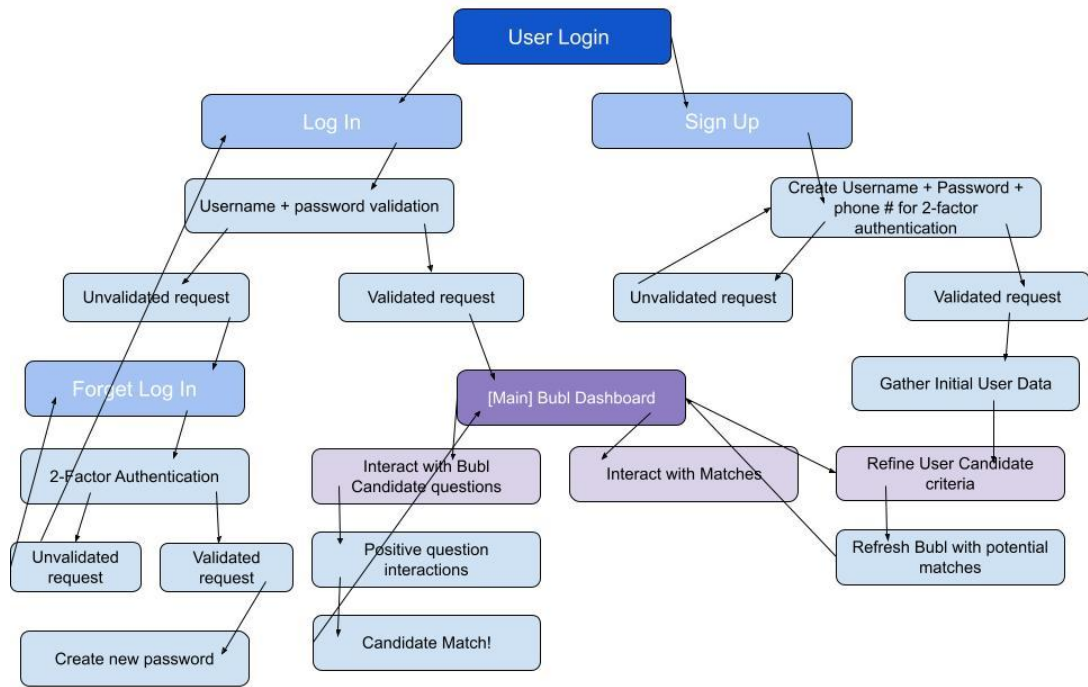 User Login
Log In
Sign Up
Username + password validation
Create Username + Password +
phone # for 2-factor
authentication
Unvalidated request
Validated request
Unvalidated request
Validated request
Forget Log In
[Main] Bubl Dashboard
Gather Initial User Data
2-Factor Authentication
Interact with Bubl
Candidate questions
Interact with Matches
Refine User Candidate
criteria
Unvalidated
request
Validated
request
Positive question
interactions
Refresh Bubl with potential
matches
Create new password
Candidate Match!